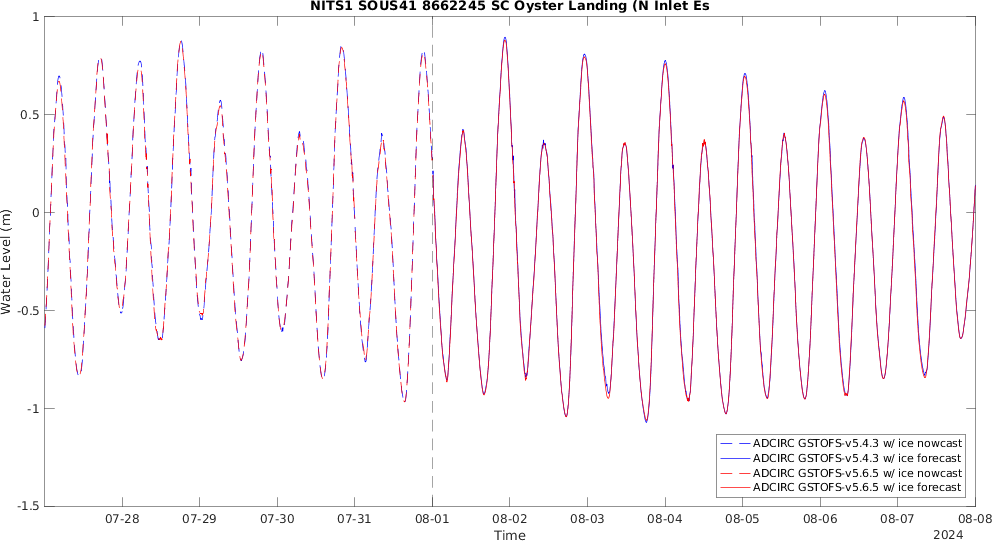 NITS1 SOUS41 8662245 SC Oyster Landing (N Inlet Es
1
0.5
0
-0.5
-1
-1.5
Water Level (m)
07-28 07-29 07-30 07-31 08-01 08-02 08-03 08-04 08-05 08-06 08-07 08-08
Time
2024
ADCIRC GSTOFS-v5.4.3 w/ ice nowcast
ADCIRC GSTOFS-v5.4.3 w/ ice forecast
ADCIRC GSTOFS-v5.6.5 w/ ice nowcast
ADCIRC GSTOFS-v5.6.5 w/ ice forecast